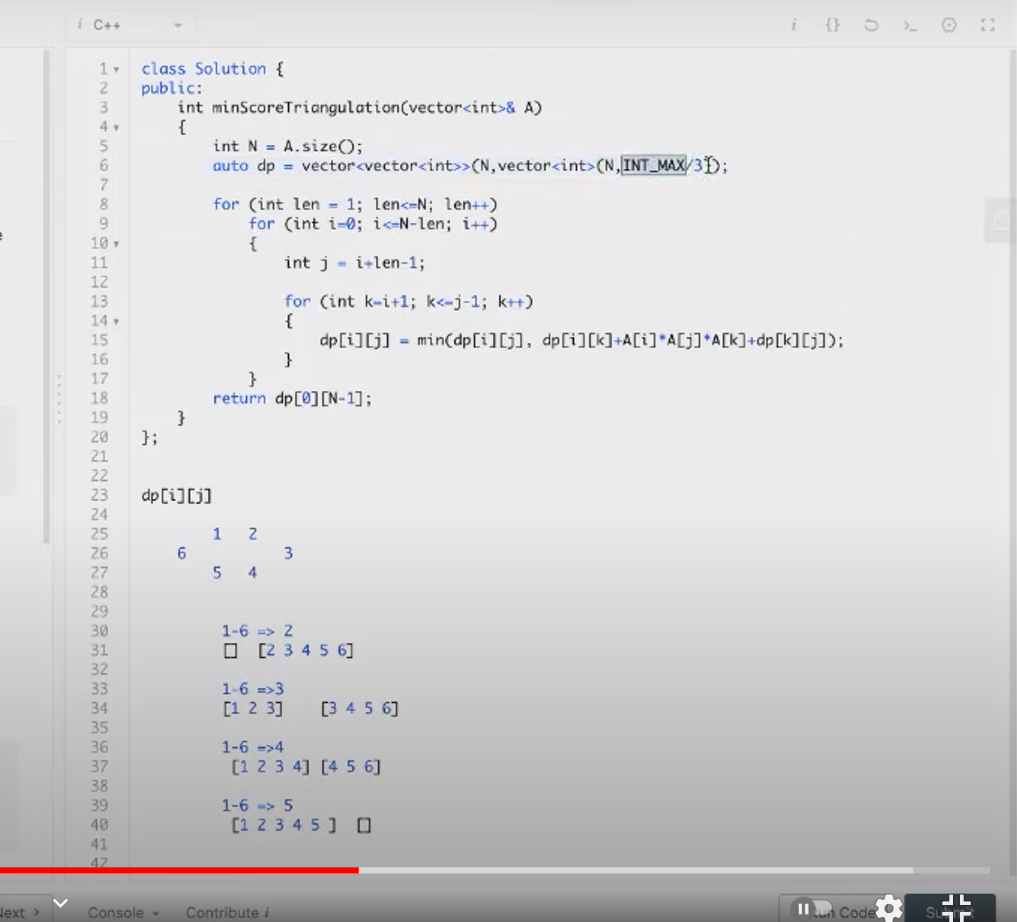 i C++
i {} >_
1 class Solution {
2 public:
3 int minScoreTriangulation(vector<int>& A)
4 {
5 int N = A.size();
6 auto dp = vector<vector<int>>(N,vector<int>(N,INT_MAX/3));
7
8 for (int len = 1; len<=N; len++)
9 for (int i=0; i<=N-len; i++)
10 {
11 int j = i+len-1;
12
13 for (int k=i+1; k<=j-1; k++)
14 {
15 dp[i][j] = min(dp[i][j], dp[i][k]+A[i]*A[j]*A[k]+dp[k][j]);
16 }
17 }
18 return dp[0][N-1];
19 }
20 };
21
22
23 dp[i][j]
24
25 1 2
26 6 3
27 5 4
28
29
30 1-6 => 2
31 [] [2 3 4 5 6]
32
33 1-6 =>3
34 [1 2 3] [3 4 5 6]
35
36 1-6 =>4
37 [1 2 3 4] [4 5 6]
38
39 1-6 => 5
40 [1 2 3 4 5 ] []
41
42
Next > Console Contribute i Run Code Submit